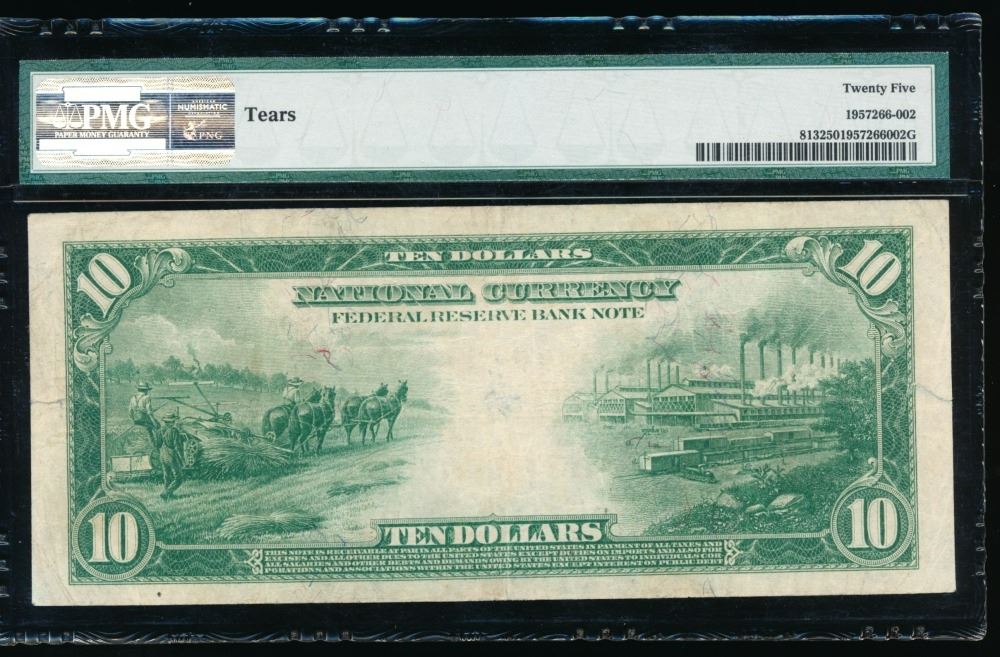 PMG
PAPER MONEY GUARANTY
NUMISMATIC
PNG
Tears
Twenty Five
1957266-002
8132501957266002G
TEN DOLLARS
10
10
NATIONAL CURRENCY
FEDERAL RESERVE BANK NOTE
10
TEN DOLLARS
10
THIS NOTE IS RECEIVABLE AT PAR IN ALL PARTS OF THE UNITED STATES IN PAYMENT OF ALL TAXES AND
EXCISES AND ALL OTHER DUES TO THE UNITED STATES EXCEPT DUTIES ON IMPORTS AND ALSO FOR
ALL SALARIES AND OTHER DEBTS AND DEMANDS OWING BY THE UNITED STATES TO INDIVIDUALS, COR-
PORATIONS AND ASSOCIATIONS WITHIN THE UNITED STATES EXCEPT INTEREST ON PUBLIC DEBT